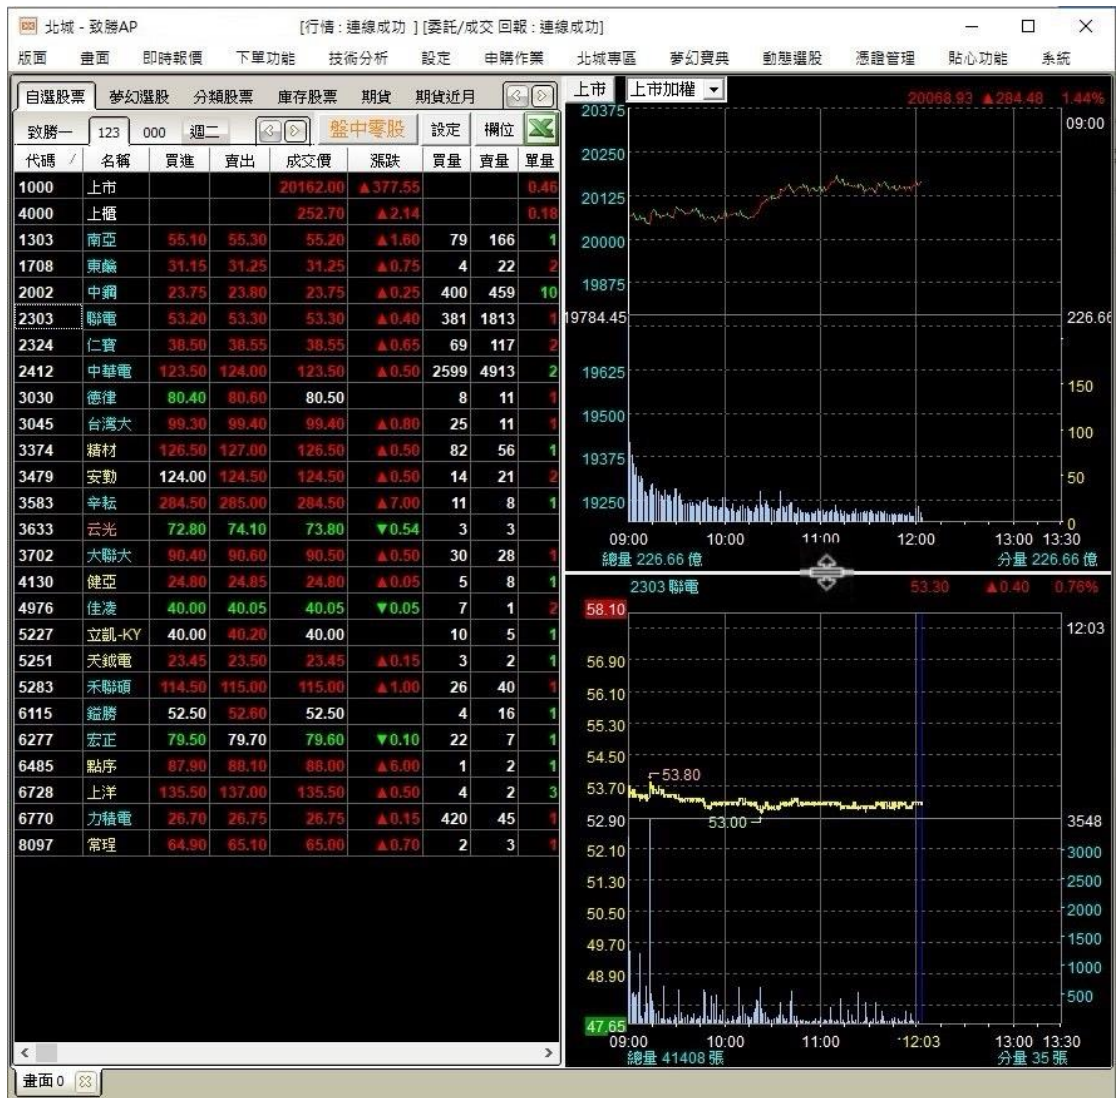 北城 - 致勝AP [行情 : 連線成功 ] [委託/成交 回報 : 連線成功]
版面 畫面 即時報價 下單功能 技術分析 設定 申購作業 北城專區 夢幻寶典 動態選股 憑證管理 貼心功能 系統
自選股票 夢幻選股 分類股票 庫存股票 期貨 期貨近月
致勝一 123 000 週二 盤中零股 設定 欄位
代碼 名稱 買進 賣出 成交價 漲跌 買量 賣量 單量
1000 上市 20162.00 ▲377.55 0.46
4000 上櫃 252.70 ▲2.14 0.18
1303 南亞 55.10 55.30 55.20 ▲1.60 79 166 1
1708 東鹼 31.15 31.25 31.25 ▲0.75 4 22 2
2002 中鋼 23.75 23.80 23.75 ▲0.25 400 459 10
2303 聯電 53.20 53.30 53.30 ▲0.40 381 1813 1
2324 仁寶 38.50 38.55 38.55 ▲0.65 69 117 2
2412 中華電 123.50 124.00 123.50 ▲0.50 2599 4913 2
3030 德律 80.40 80.60 80.50 8 11 1
3045 台灣大 99.30 99.40 99.40 ▲0.80 25 11 1
3374 精材 126.50 127.00 126.50 ▲0.50 82 56 1
3479 安勤 124.00 124.50 124.50 ▲0.50 14 21 2
3583 辛耘 284.50 285.00 284.50 ▲7.00 11 8 1
3633 云光 72.80 74.10 73.80 ▼0.54 3 3
3702 大聯大 90.40 90.60 90.50 ▲0.50 30 28 1
4130 健亞 24.80 24.85 24.80 ▲0.05 5 8 1
4976 佳凌 40.00 40.05 40.05 ▼0.05 7 1 2
5227 立凱-KY 40.00 40.20 40.00 10 5 1
5251 天鉞電 23.45 23.50 23.45 ▲0.15 3 2 1
5283 禾聯碩 114.50 115.00 115.00 ▲1.00 26 40 1
6115 鎰勝 52.50 52.60 52.50 4 16 1
6277 宏正 79.50 79.70 79.60 ▼0.10 22 7 1
6485 點序 87.90 88.10 88.00 ▲6.00 1 2 1
6728 上洋 135.50 137.00 135.50 ▲0.50 4 2 3
6770 力積電 26.70 26.75 26.75 ▲0.15 420 45 1
8097 常珵 64.90 65.10 65.00 ▲0.70 2 3 1
畫面0
上市 上市加權
20068.93 ▲284.48 1.44%
20375 09:00
20250
20125
20000
19875
19784.45 226.66
19625 150
19500 100
19375 50
19250 0
09:00 10:00 11:00 12:00 13:00 13:30
總量 226.66 億 分量 226.66 億
2303 聯電 53.30 ▲0.40 0.76%
58.10 12:03
56.90
56.10
55.30
54.50
53.80
53.70
52.90 53.00 3548
52.10 3000
51.30 2500
50.50 2000
49.70 1500
48.90 1000
500
47.65
09:00 10:00 11:00 12:03 13:00 13:30
總量 41408 張 分量 35 張